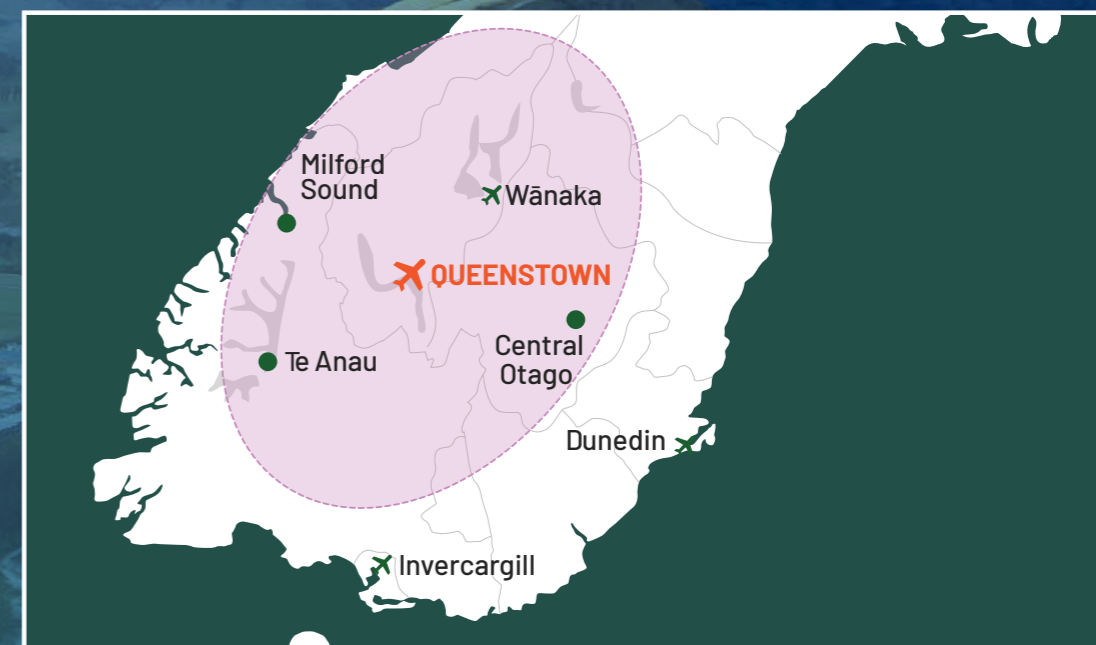 Milford
Sound
Wānaka
QUEENSTOWN
Central
Otago
Te Anau
Dunedin
Invercargill